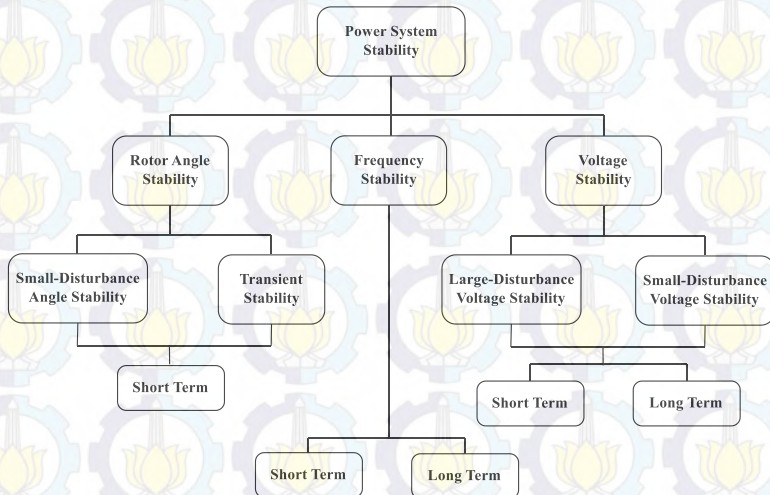 Power System
Stability
Rotor Angle
Stability
Frequency
Stability
Voltage
Stability
Small-Disturbance
Angle Stability
Transient
Stability
Large-Disturbance
Voltage Stability
Small-Disturbance
Voltage Stability
Short Term
Short Term
Long Term
Short Term
Long Term